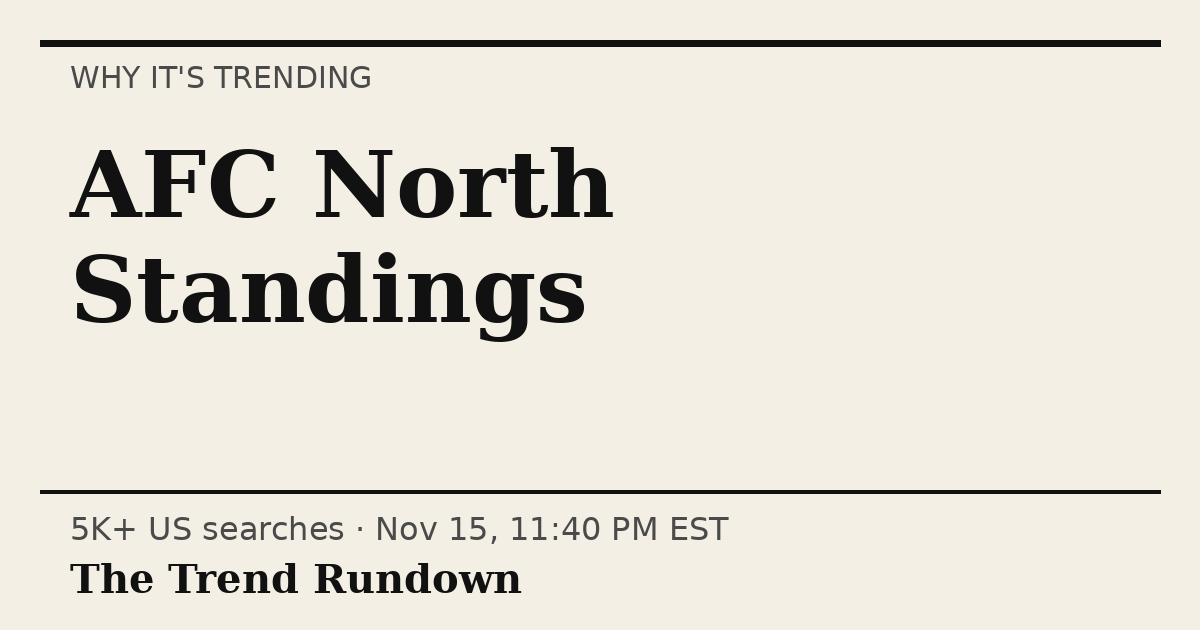 WHY IT'S TRENDING
AFC North
Standings
5K+ US searches · Nov 15, 11:40 PM EST
The Trend Rundown